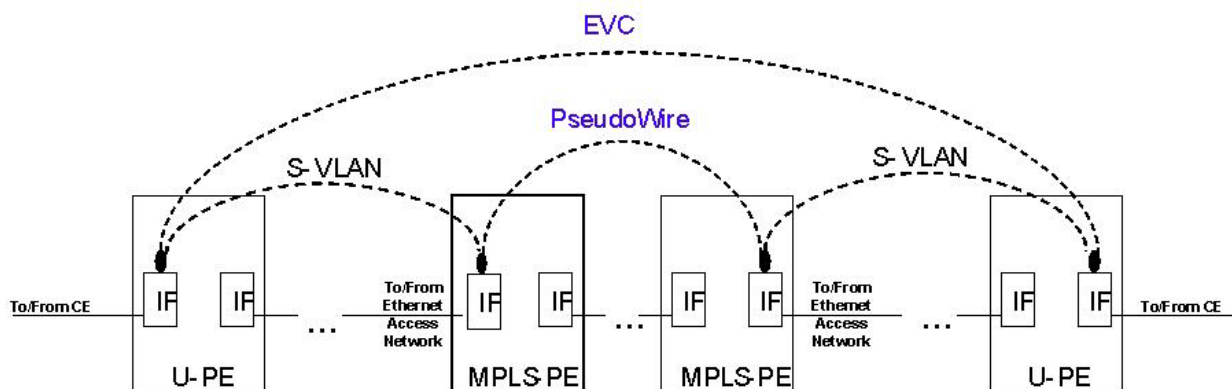 EVC
PseudoWire
S-VLAN
S-VLAN
To/From CE
IF
IF
To/From
Ethernet
Access
Network
IF
IF
IF
IF
To/From
Ethernet
Access
Network
IF
IF
To/From CE
...
...
...
U-PE
MPLS-PE
MPLS-PE
U-PE